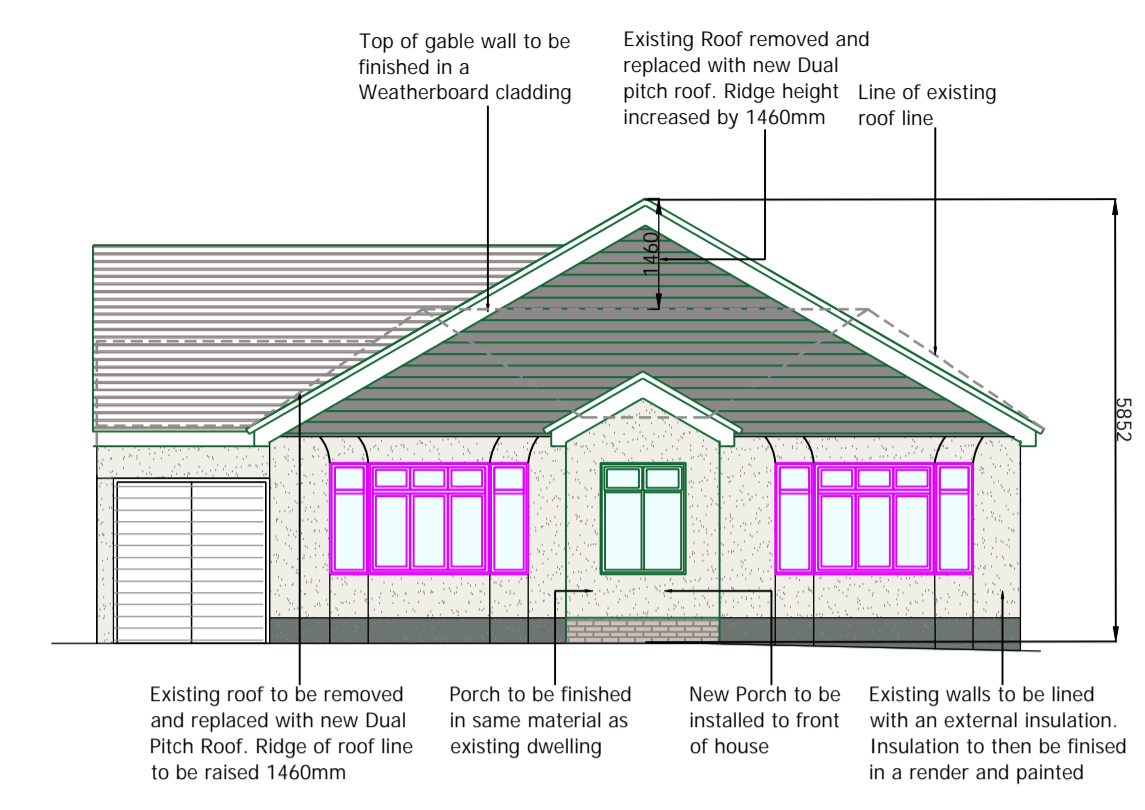 Top of gable wall to be
finished in a
Weatherboard cladding
Existing Roof removed and
replaced with new Dual
pitch roof. Ridge height
increased by 1460mm
Line of existing
roof line
1460
5852
Existing roof to be removed
and replaced with new Dual
Pitch Roof. Ridge of roof line
to be raised 1460mm
Porch to be finished
in same material as
existing dwelling
New Porch to be
installed to front
of house
Existing walls to be lined
with an external insulation.
Insulation to then be finised
in a render and painted